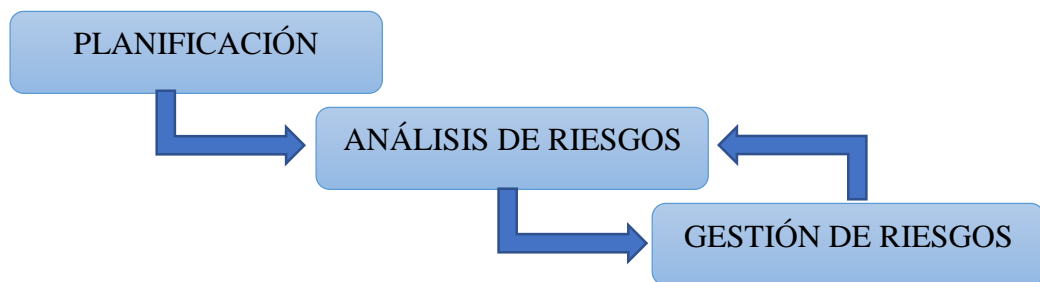 PLANIFICACIÓN
ANÁLISIS DE RIESGOS
GESTIÓN DE RIESGOS